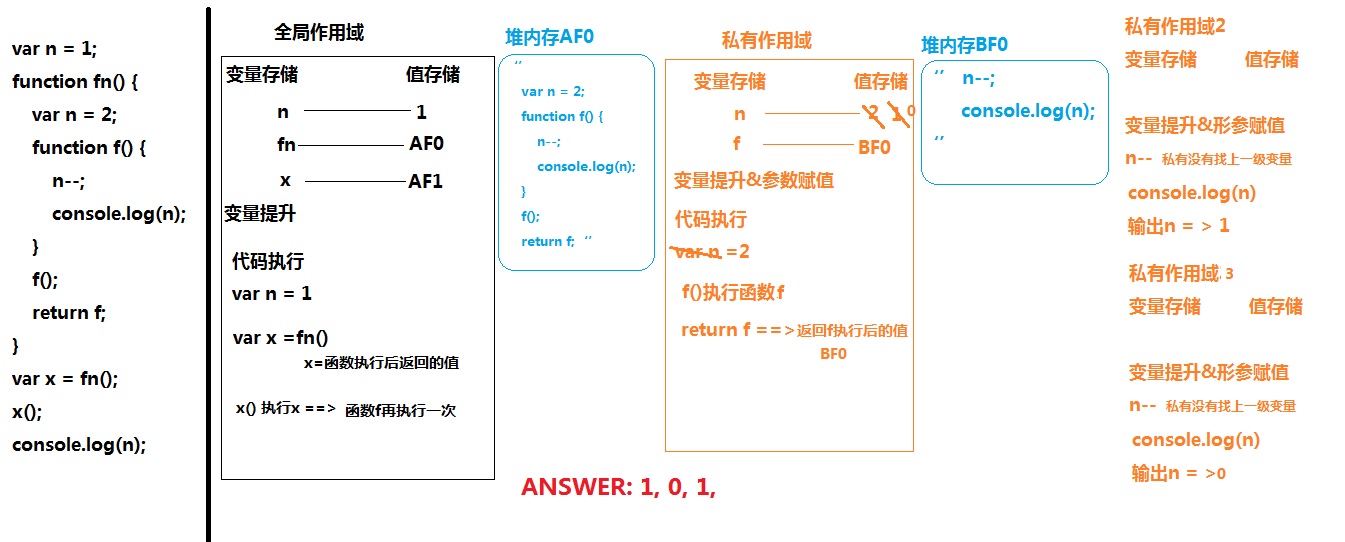 var n = 1;
function fn() {
var n = 2;
function f() {
n--;
console.log(n);
}
f();
return f;
}
var x = fn();
x();
console.log(n);
全局作用域
变量存储 值存储
n 1
fn AF0
x AF1
变量提升
代码执行
var n = 1
var x =fn()
x=函数执行后返回的值
x() 执行x ==> 函数f再执行一次
堆内存AF0
“
var n = 2;
function f() {
n--;
console.log(n);
}
f();
return f; “
私有作用域
变量存储 值存储
n 2 1 0
f BF0
变量提升&参数赋值
代码执行
var n =2
f()执行函数f
return f ==>返回f执行后的值
BF0
堆内存BF0
“ n--;
console.log(n);
“
私有作用域2
变量存储 值存储
变量提升&形参赋值
n-- 私有没有找上一级变量
console.log(n)
输出n = > 1
私有作用域 3
变量存储 值存储
变量提升&形参赋值
n-- 私有没有找上一级变量
console.log(n)
输出n = >0
ANSWER: 1, 0, 1,